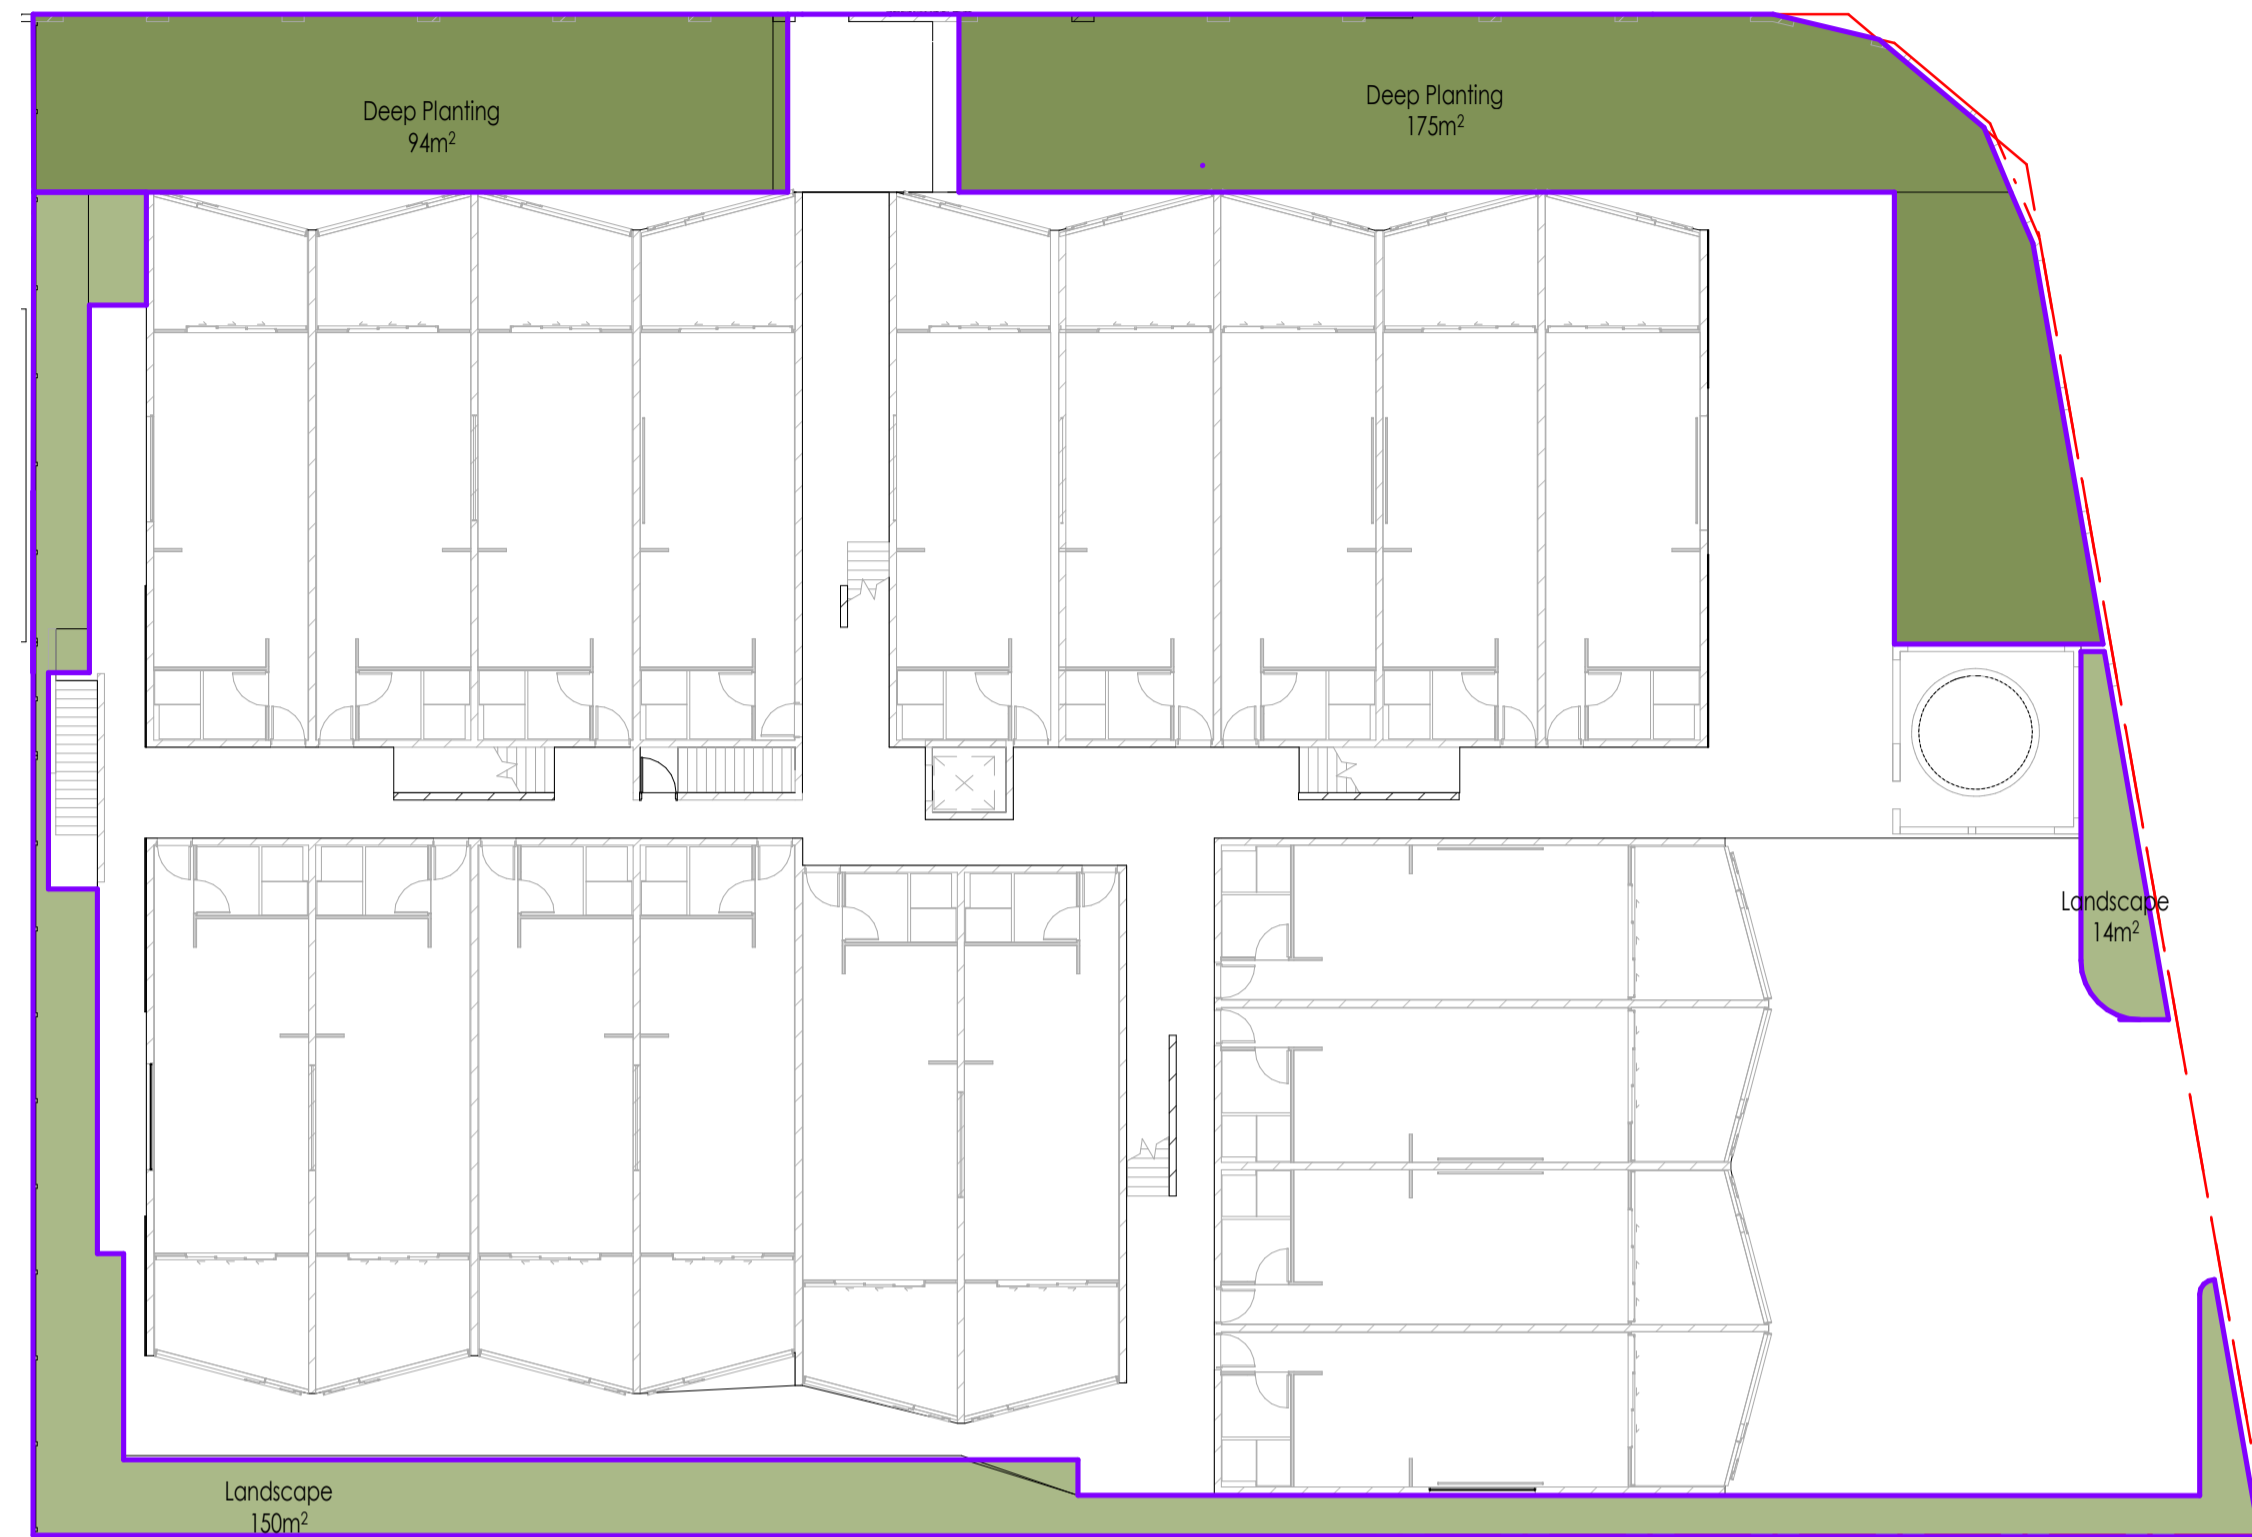 Deep Planting
94m²
Deep Planting
175m²
Landscape
14m²
Landscape
150m²